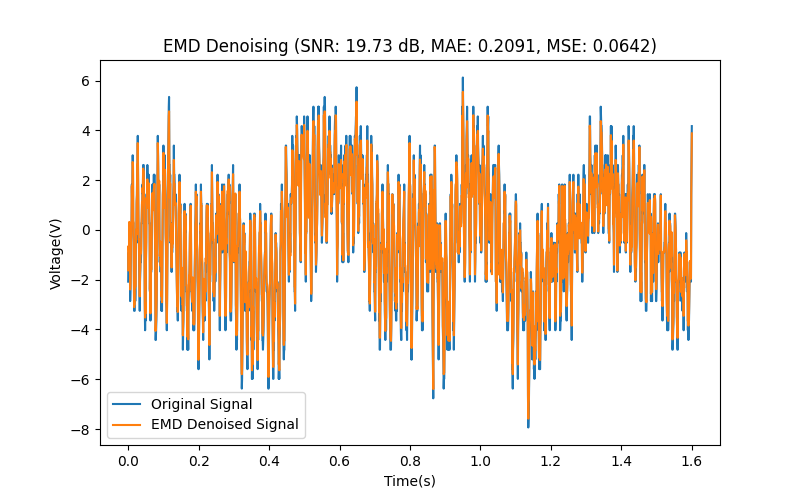 EMD Denoising (SNR: 19.73 dB, MAE: 0.2091, MSE: 0.0642)
6
4
2
0
−2
−4
−6
−8
Voltage(V)
Original Signal
EMD Denoised Signal
0.0 0.2 0.4 0.6 0.8 1.0 1.2 1.4 1.6
Time(s)